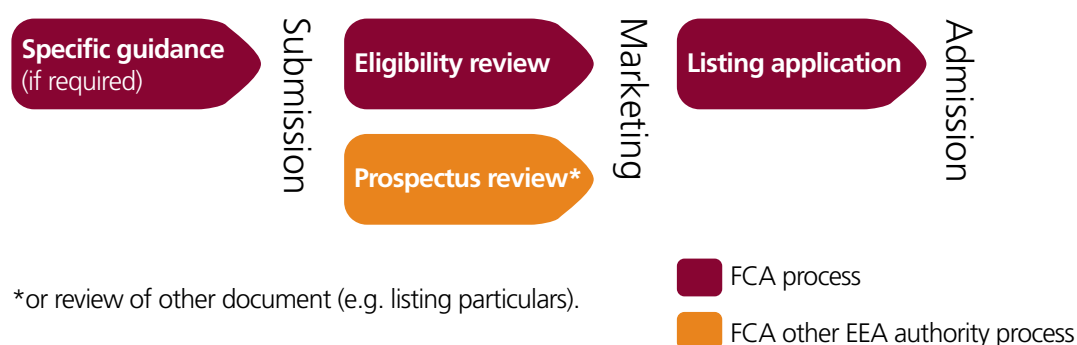 Specific guidance
(if required)
Submission
Eligibility review
Prospectus review*
Marketing
Listing application
Admission
*or review of other document (e.g. listing particulars).
FCA process
FCA other EEA authority process